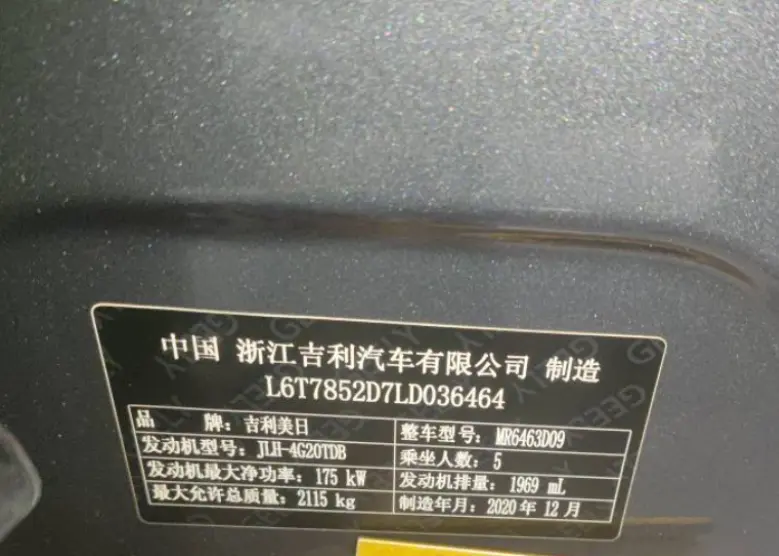 中国 浙江吉利汽车有限公司 制造
L6T7852D7LD036464
品 牌：吉利美日 整车型号：MR6463D09
发动机型号：JLH-4G20TDB 乘坐人数：5
发动机最大净功率：175 kW 发动机排量：1969 mL
最大允许总质量：2115 kg 制造年月：2020 年 12 月